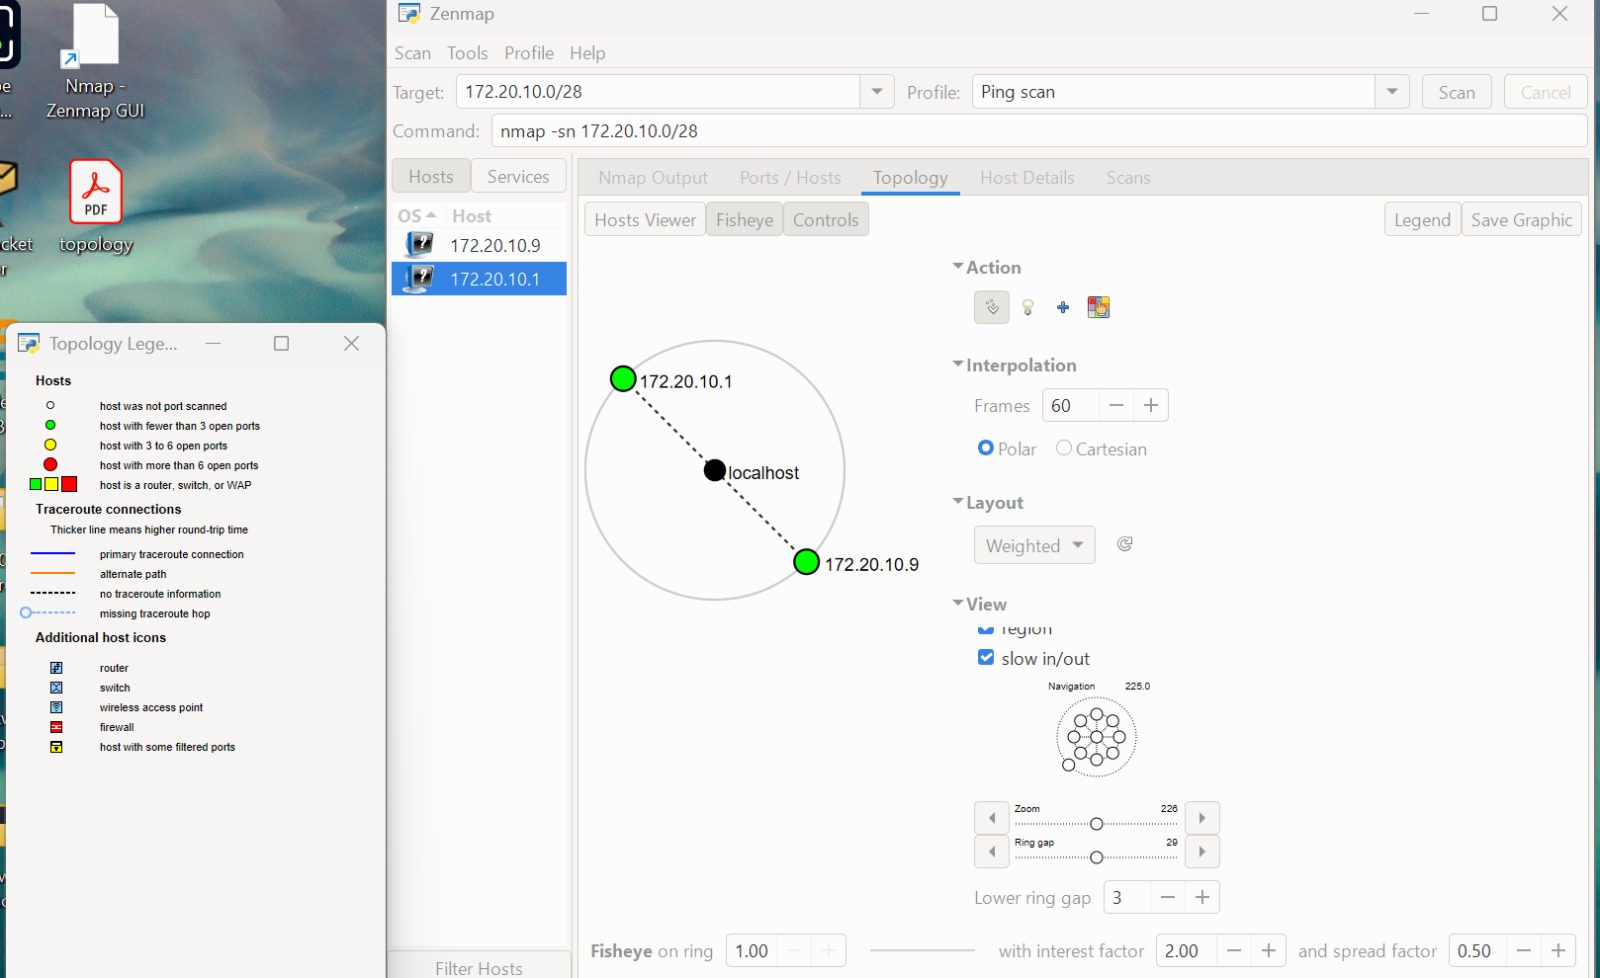 Nmap -
Zenmap GUI
PDF
topology
Zenmap
Scan Tools Profile Help
Target: 172.20.10.0/28 Profile: Ping scan Scan Cancel
Command: nmap -sn 172.20.10.0/28
Hosts Services
OS Host
172.20.10.9
172.20.10.1
Filter Hosts
Nmap Output Ports / Hosts Topology Host Details Scans
Hosts Viewer Fisheye Controls Legend Save Graphic
172.20.10.1
localhost
172.20.10.9
Action
Interpolation
Frames 60
Polar Cartesian
Layout
Weighted
View
region
slow in/out
Navigation 225.0
Zoom 226
Ring gap 29
Lower ring gap 3
Fisheye on ring 1.00 with interest factor 2.00 and spread factor 0.50
Topology Lege...
Hosts
host was not port scanned
host with fewer than 3 open ports
host with 3 to 6 open ports
host with more than 6 open ports
host is a router, switch, or WAP
Traceroute connections
Thicker line means higher round-trip time
primary traceroute connection
alternate path
no traceroute information
missing traceroute hop
Additional host icons
router
switch
wireless access point
firewall
host with some filtered ports